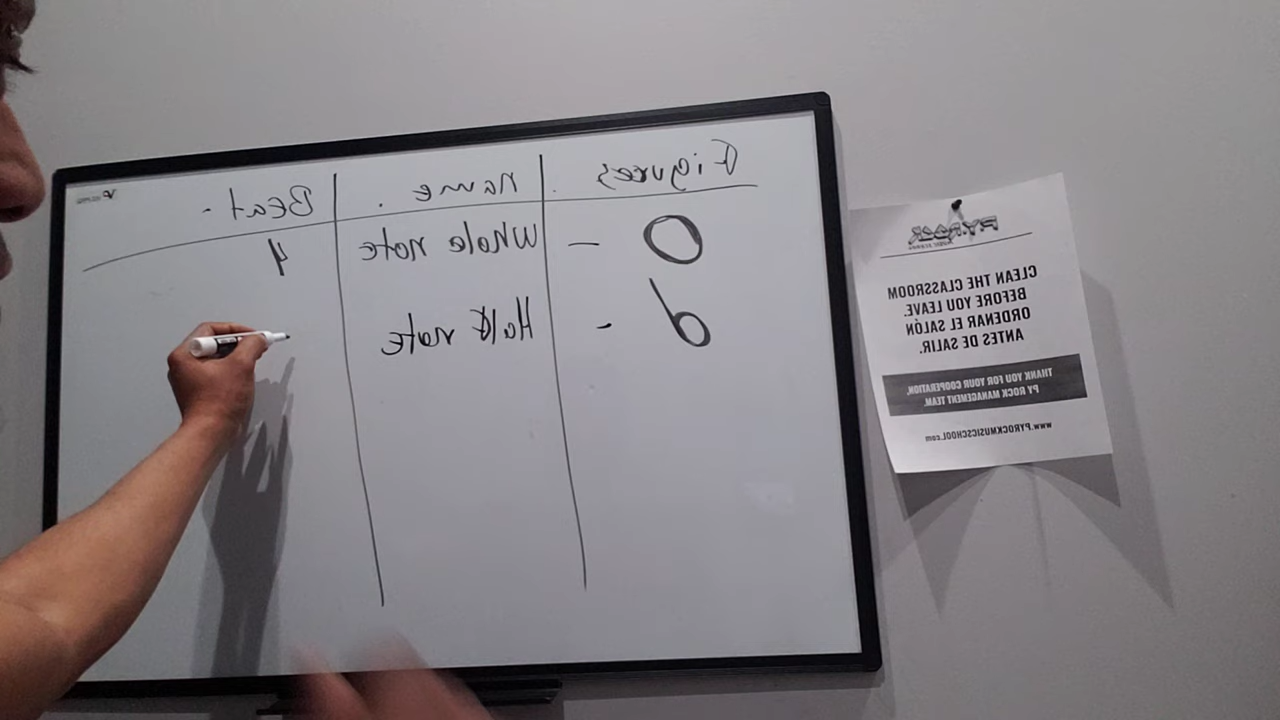 Figures . name . Beat -
O - Whole note 4
d - Half note
PYROCK
CLEAN THE CLASSROOM
BEFORE YOU LEAVE.
ORDENAR EL SALÓN
ANTES DE SALIR.
THANK YOU FOR YOUR COOPERATION,
PY ROCK MANAGEMENT TEAM.
www.PYROCKMUSICSCHOOL.com